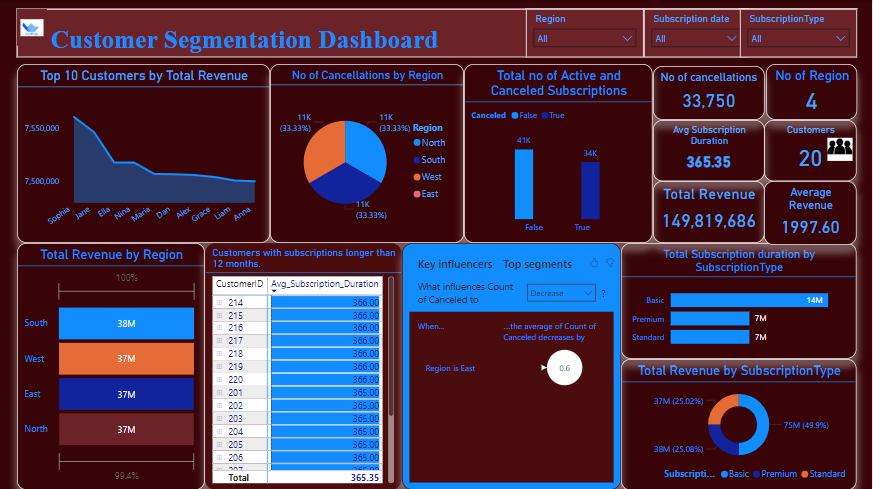 Customer Segmentation Dashboard
Region
All
Subscription date
All
SubscriptionType
All
Top 10 Customers by Total Revenue
7,550,000
7,500,000
Sophia
Jane
Ella
Nina
Maria
Dan
Alex
Grace
Liam
Anna
No of Cancellations by Region
11K
(33.33%)
11K
(33.33%)
11K
(33.33%)
Region
North
South
West
East
Total no of Active and
Canceled Subscriptions
Canceled False True
41K
34K
False
True
No of cancellations
33,750
No of Region
4
Avg Subscription
Duration
365.35
Customers
20
Total Revenue
149,819,686
Average
Revenue
1997.60
Total Revenue by Region
100%
South 38M
West 37M
East 37M
North 37M
99.4%
Customers with subscriptions longer than
12 months.
CustomerID Avg_Subscription_Duration
214 366.00
215 366.00
216 366.00
217 366.00
218 366.00
219 366.00
220 366.00
201 365.00
202 365.00
203 365.00
204 365.00
205 365.00
206 365.00
207 365.00
Total 365.35
Key influencers Top segments
What influences Count
of Canceled to
Decrease ?
When...
...the average of Count of
Canceled decreases by
Region is East
0.6
Total Subscription duration by
SubscriptionType
Basic 14M
Premium 7M
Standard 7M
Total Revenue by SubscriptionType
37M (25.02%)
75M (49.9%)
38M (25.08%)
Subscripti... Basic Premium Standard